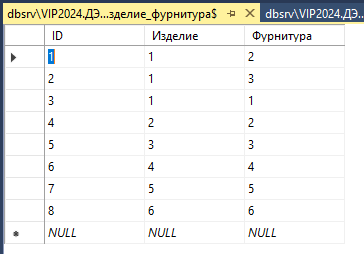 dbsrv\VIP2024.ДЭ...зделие_фурнитура$ dbsrv\VIP2024.ДЭ
ID Изделие Фурнитура
1 1 2
2 1 3
3 1 1
4 2 2
5 3 3
6 4 4
7 5 5
8 6 6
NULL NULL NULL